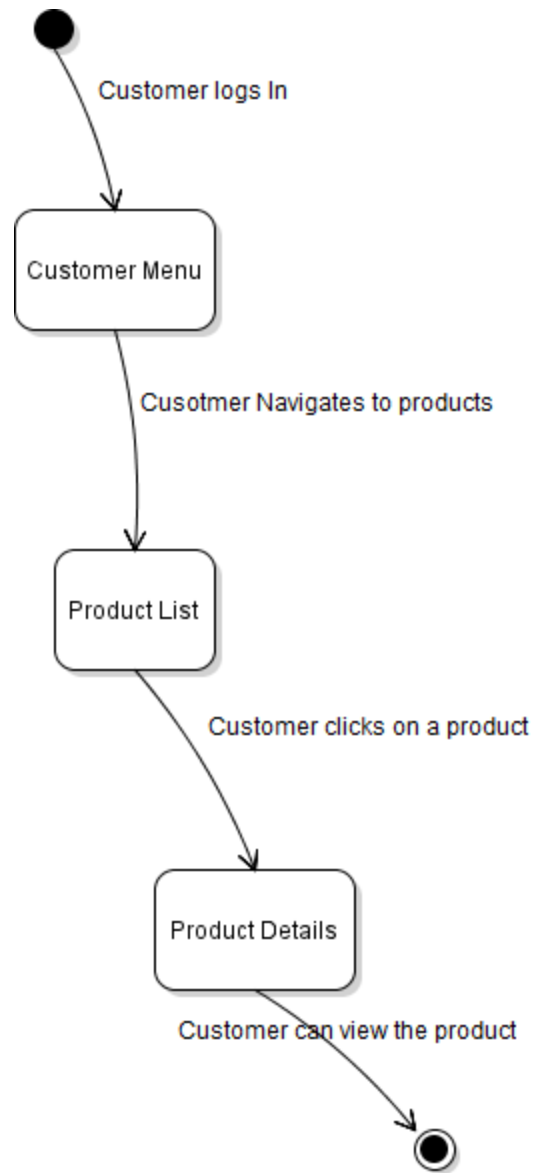 Customer logs In
Customer Menu
Cusotmer Navigates to products
Product List
Customer clicks on a product
Product Details
Customer can view the product